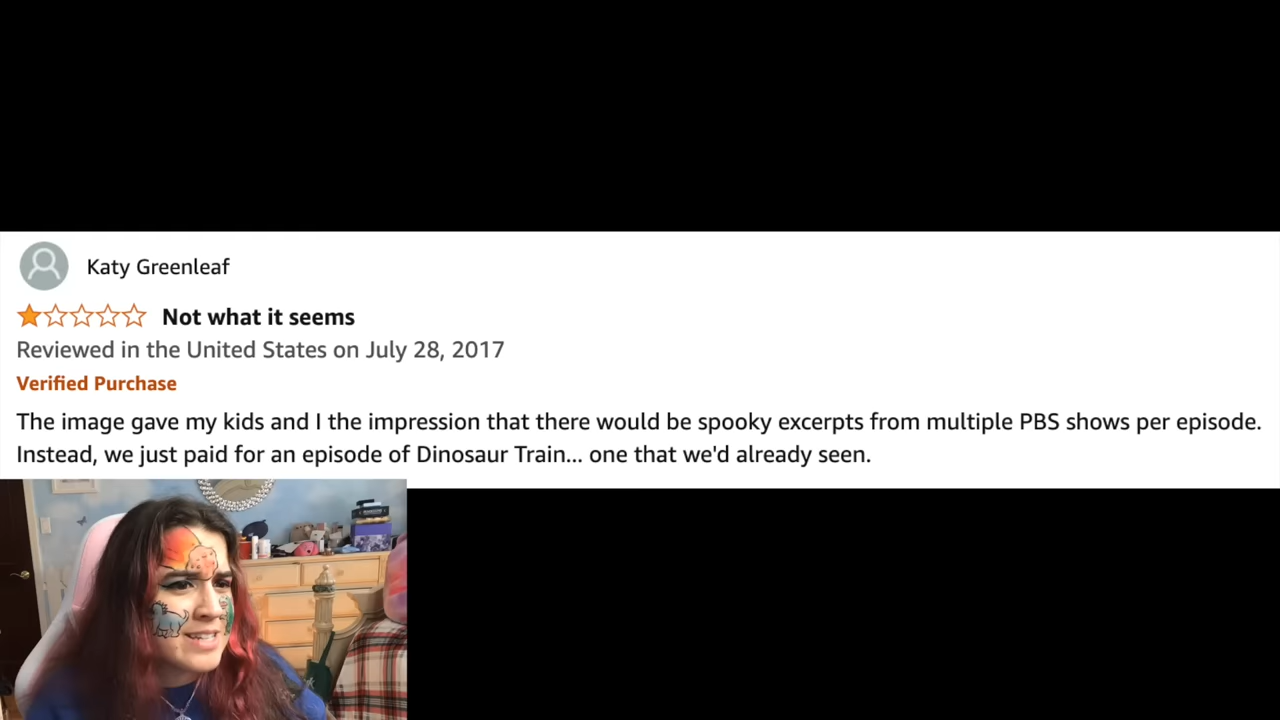 Katy Greenleaf
Not what it seems
Reviewed in the United States on July 28, 2017
Verified Purchase
The image gave my kids and I the impression that there would be spooky excerpts from multiple PBS shows per episode.
Instead, we just paid for an episode of Dinosaur Train... one that we'd already seen.